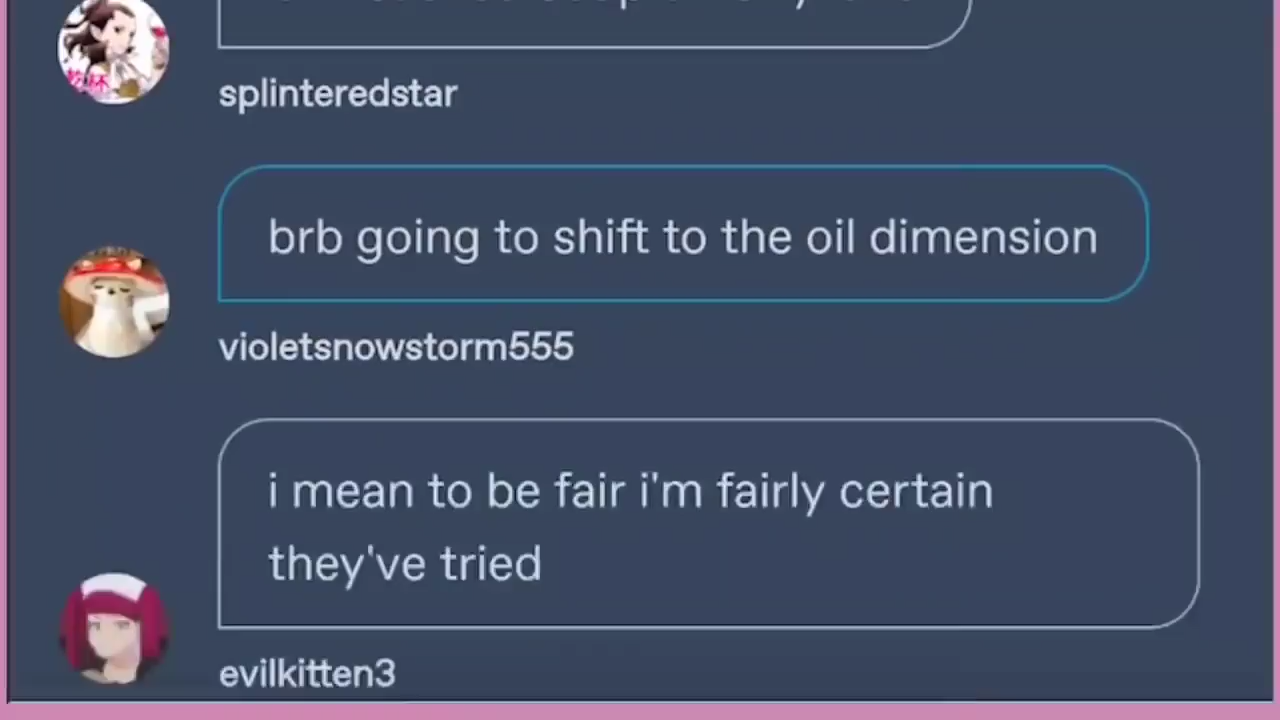 splinteredstar
brb going to shift to the oil dimension
violetsnowstorm555
i mean to be fair i'm fairly certain
they've tried
evilkitten3